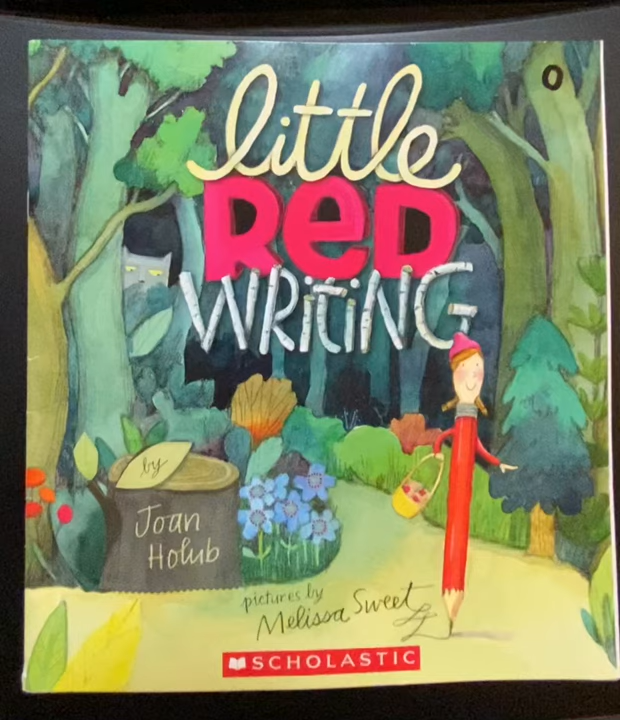 O
little
ReD
WRiTiNG
by
Joan
Holub
pictures by
Melissa Sweet
SCHOLASTIC